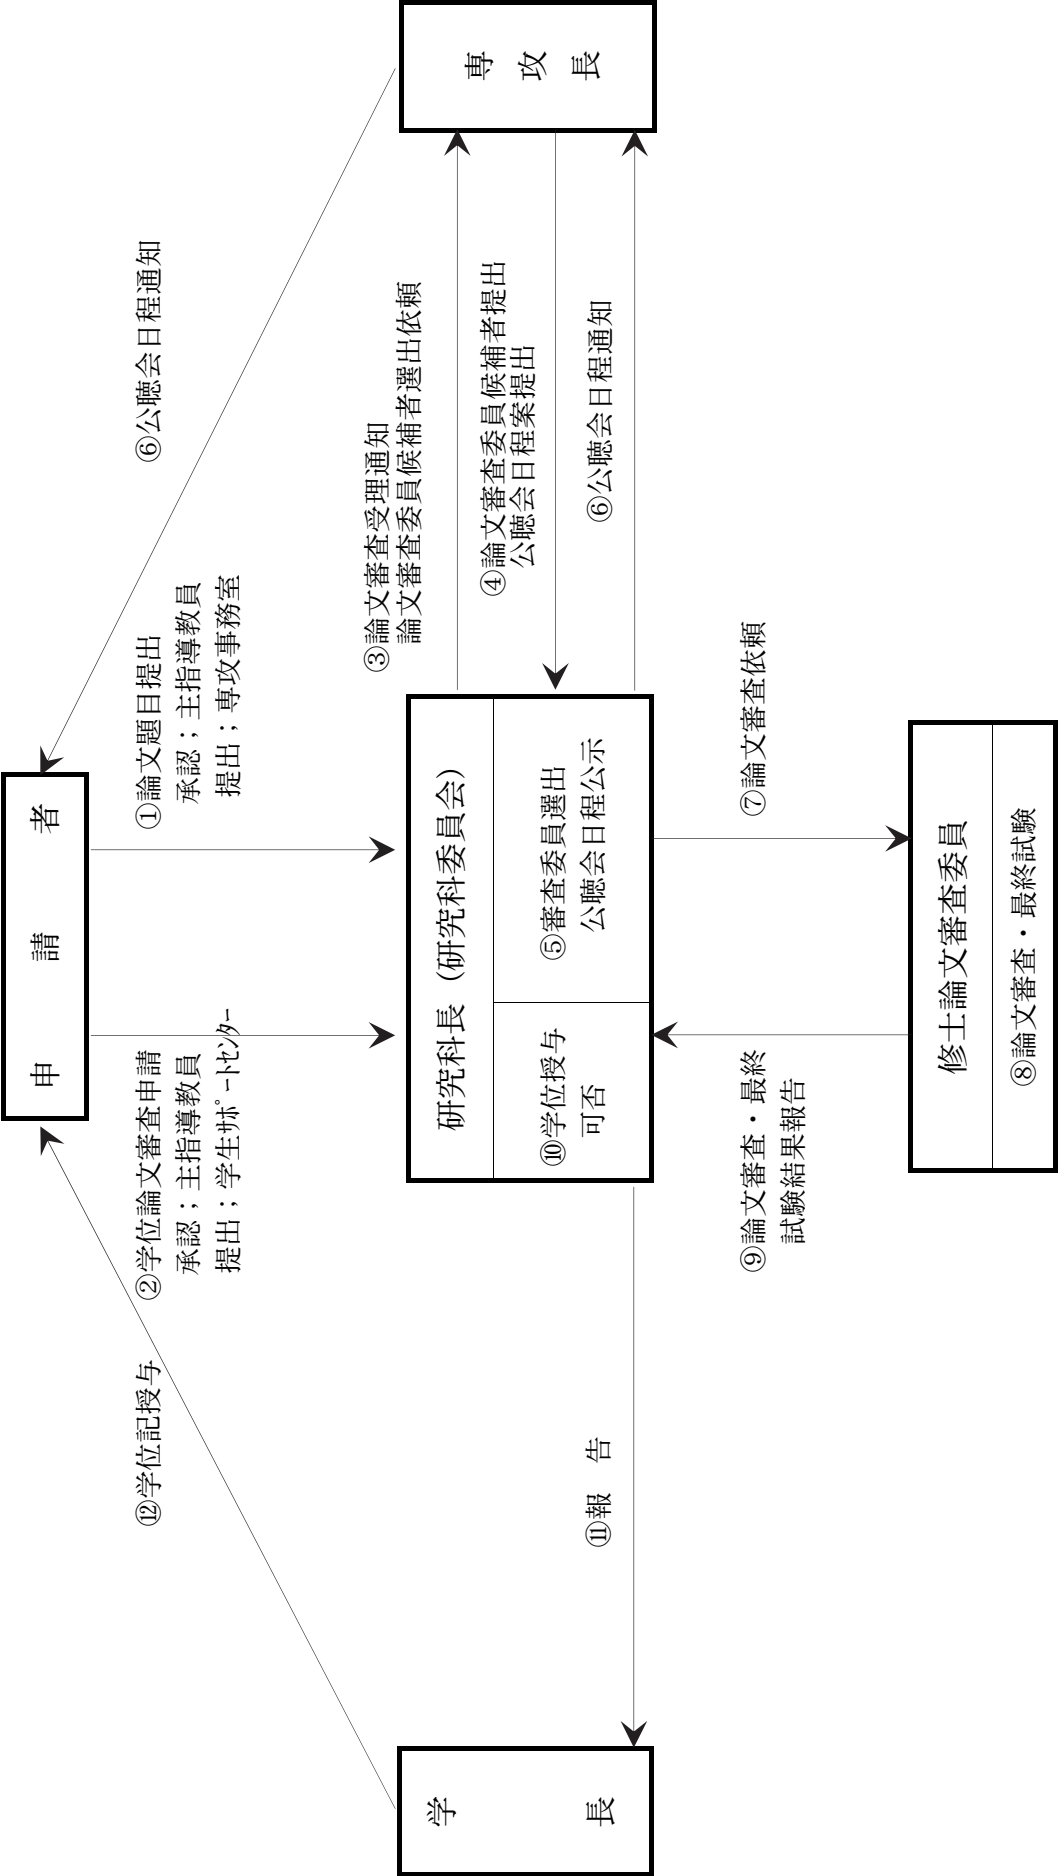 申請者
⑫学位記授与
②学位論文審査申請
承認；主指導教員
提出；学生ｻﾎﾟｰﾄｾﾝﾀｰ
①論文題目提出
承認；主指導教員
提出；専攻事務室
⑥公聴会日程通知
学長
⑪報告
研究科長（研究科委員会）
⑩学位授与
可否
⑤審査委員選出
公聴会日程公示
③論文審査受理通知
論文審査委員候補者選出依頼
④論文審査委員候補者提出
公聴会日程案提出
⑥公聴会日程通知
専攻長
⑨論文審査・最終
試験結果報告
⑦論文審査依頼
修士論文審査委員
⑧論文審査・最終試験